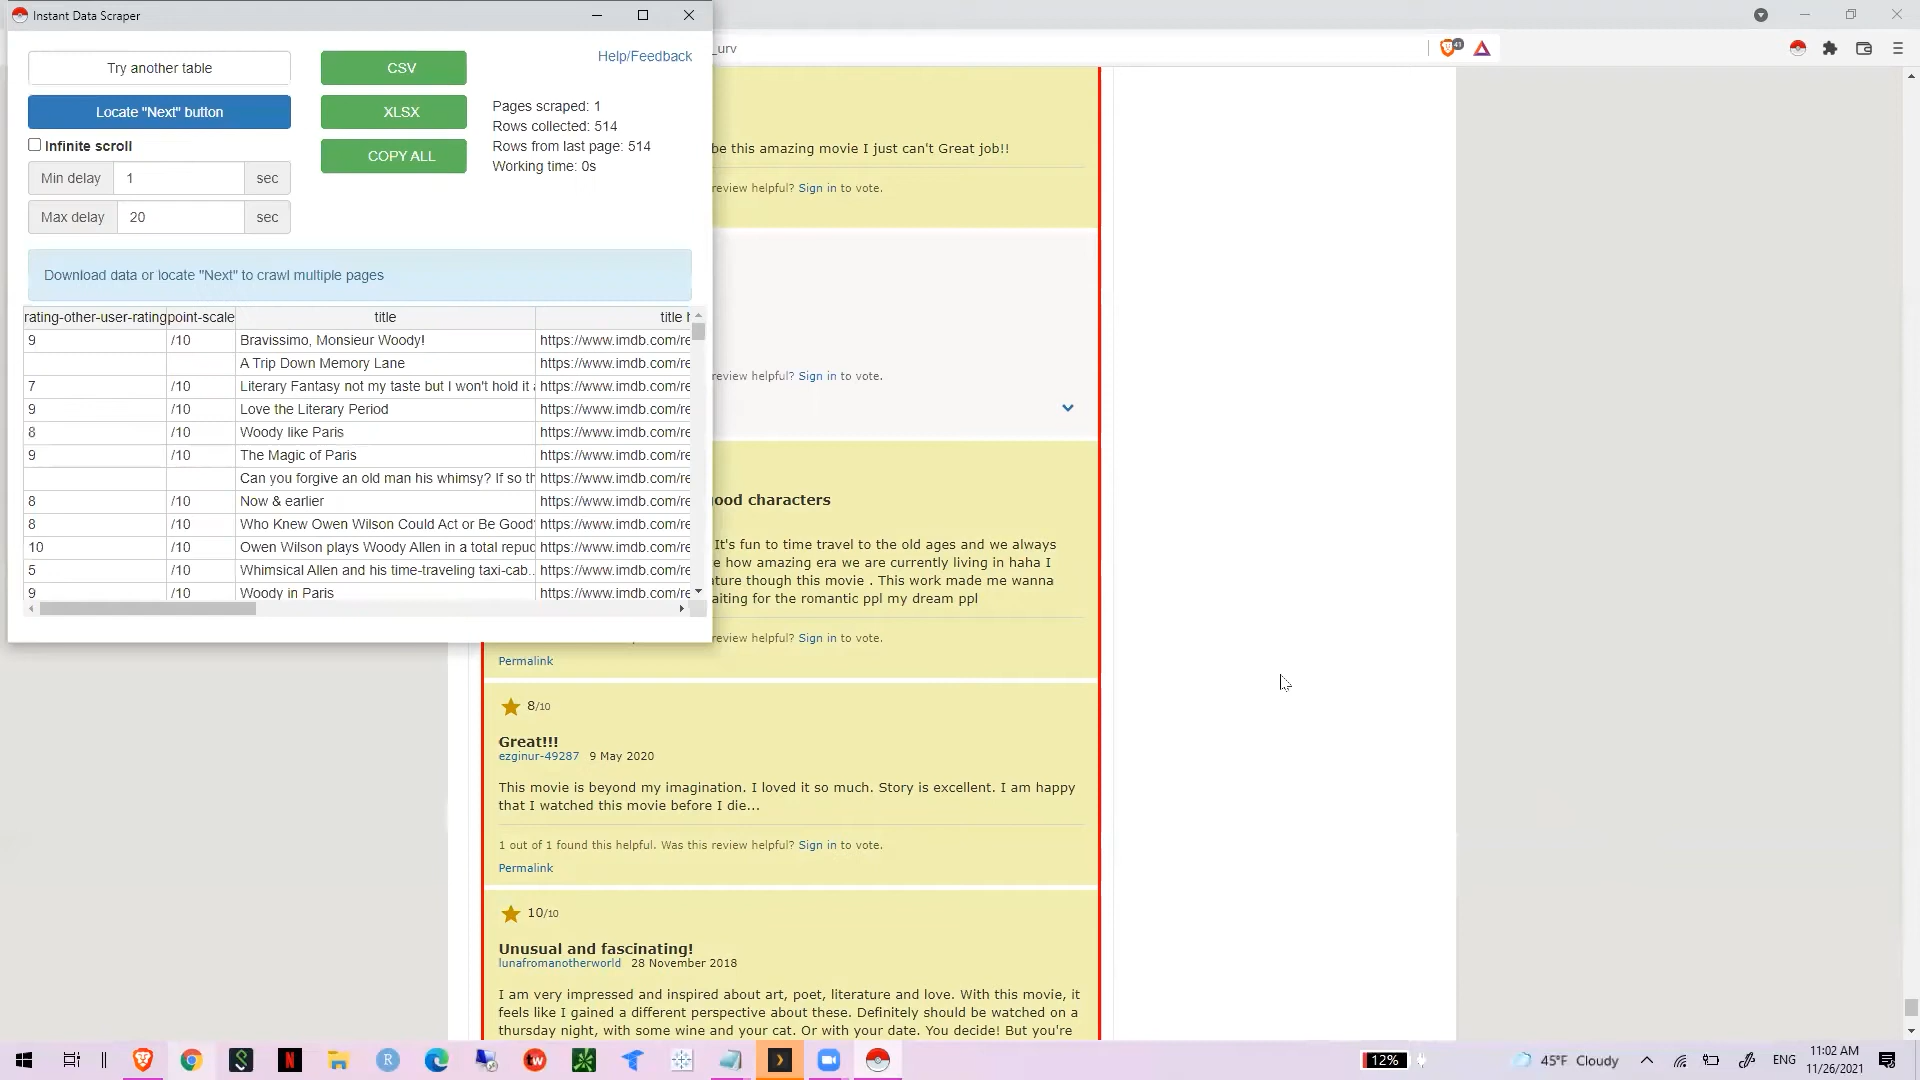 Instant Data Scraper
Try another table
CSV
Help/Feedback
Locate "Next" button
XLSX
Infinite scroll
COPY ALL
Pages scraped: 1
Rows collected: 514
Rows from last page: 514
Working time: 0s
Min delay 1 sec
Max delay 20 sec
Download data or locate "Next" to crawl multiple pages
rating-other-user-rating point-scale title title h
9 /10 Bravissimo, Monsieur Woody! https://www.imdb.com/re
A Trip Down Memory Lane https://www.imdb.com/re
7 /10 Literary Fantasy not my taste but I won't hold it a https://www.imdb.com/re
9 /10 Love the Literary Period https://www.imdb.com/re
8 /10 Woody like Paris https://www.imdb.com/re
9 /10 The Magic of Paris https://www.imdb.com/re
Can you forgive an old man his whimsy? If so th https://www.imdb.com/re
8 /10 Now & earlier https://www.imdb.com/re
8 /10 Who Knew Owen Wilson Could Act or Be Good? https://www.imdb.com/re
10 /10 Owen Wilson plays Woody Allen in a total repud https://www.imdb.com/re
5 /10 Whimsical Allen and his time-traveling taxi-cab... https://www.imdb.com/re
9 /10 Woody in Paris https://www.imdb.com/re
_urv
41
be this amazing movie I just can't Great job!!
review helpful? Sign in to vote.
review helpful? Sign in to vote.
ood characters
It's fun to time travel to the old ages and we always
e how amazing era we are currently living in haha I
ature though this movie . This work made me wanna
aiting for the romantic ppl my dream ppl
review helpful? Sign in to vote.
Permalink
8/10
Great!!!
ezginur-49287 9 May 2020
This movie is beyond my imagination. I loved it so much. Story is excellent. I am happy
that I watched this movie before I die...
1 out of 1 found this helpful. Was this review helpful? Sign in to vote.
Permalink
10/10
Unusual and fascinating!
lunafromanotherworld 28 November 2018
I am very impressed and inspired about art, poet, literature and love. With this movie, it
feels like I gained a different perspective about these. Definitely should be watched on a
thursday night, with some wine and your cat. Or with your date. You decide! But you're
12%
45°F Cloudy
ENG
11:02 AM
11/26/2021